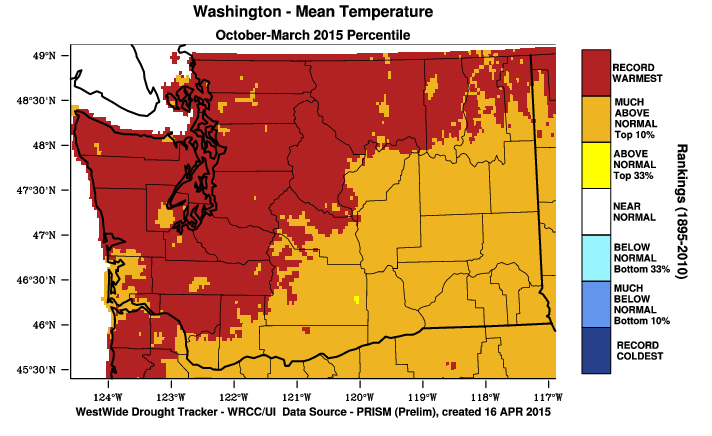 Washington - Mean Temperature
October-March 2015 Percentile
49°N
48°30'N
48°N
47°30'N
47°N
46°30'N
46°N
45°30'N
124°W
123°W
122°W
121°W
120°W
119°W
118°W
117°W
RECORD
WARMEST
MUCH
ABOVE
NORMAL
Top 10%
ABOVE
NORMAL
Top 33%
NEAR
NORMAL
BELOW
NORMAL
Bottom 33%
MUCH
BELOW
NORMAL
Bottom 10%
RECORD
COLDEST
Rankings (1895-2010)
WestWide Drought Tracker - WRCC/UI Data Source - PRISM (Prelim), created 16 APR 2015